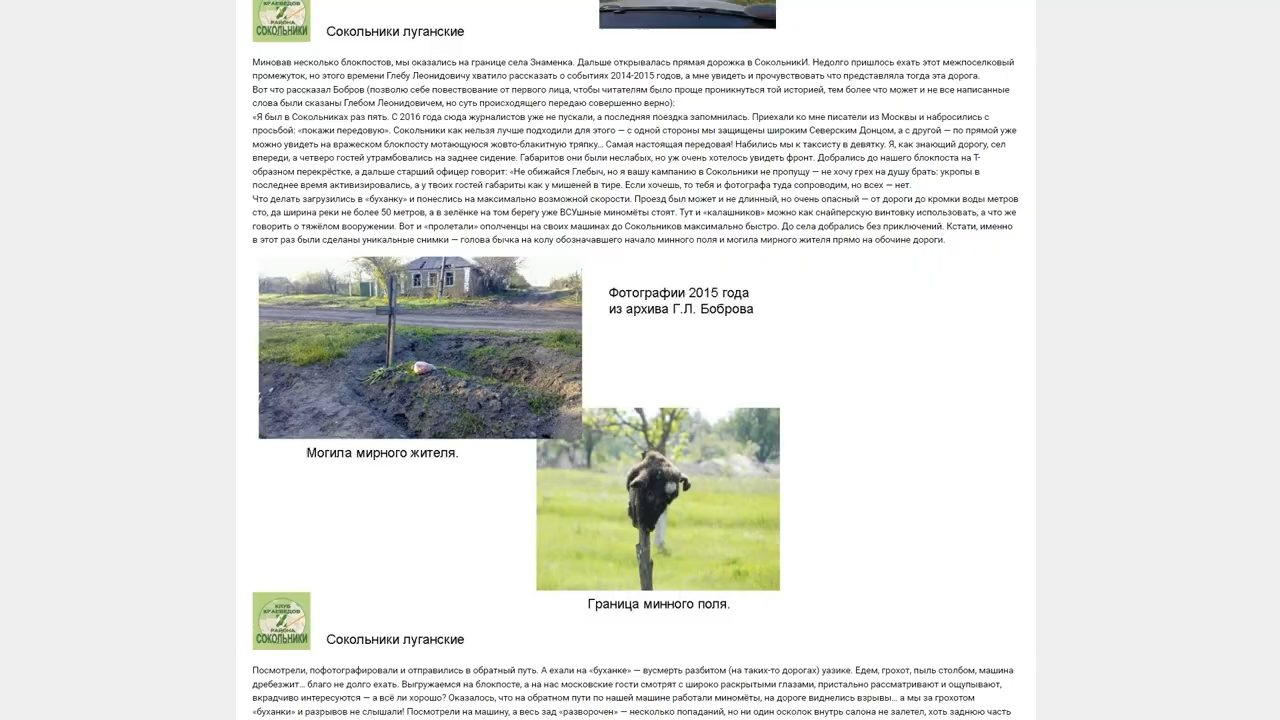 КРАЕВЕДОВ
РАЙОНА
СОКОЛЬНИКИ
Сокольники луганские
Миновав несколько блокпостов, мы оказались на границе села Знаменка. Дальше открывалась прямая дорожка в СокольникИ. Недолго пришлось ехать этот межпоселковый
промежуток, но этого времени Глебу Леонидовичу хватило рассказать о событиях 2014-2015 годов, а мне увидеть и прочувствовать что представляла тогда эта дорога.
Вот что рассказал Бобров (позволю себе повествование от первого лица, чтобы читателям было проще проникнуться той историей, тем более что может и не все написанные
слова были сказаны Глебом Леонидовичем, но суть происходящего передаю совершенно верно):
«Я был в Сокольниках раз пять. С 2016 года сюда журналистов уже не пускали, а последняя поездка запомнилась. Приехали ко мне писатели из Москвы и набросились с
просьбой: «покажи передовую». Сокольники как нельзя лучше подходили для этого — с одной стороны мы защищены широким Северским Донцом, а с другой — по прямой уже
можно увидеть на вражеском блокпосту мотающуюся жовто-блакитную тряпку… Самая настоящая передовая! Набились мы к таксисту в девятку. Я, как знающий дорогу, сел
впереди, а четверо гостей утрамбовались на заднее сидение. Габаритов они были неслабых, но уж очень хотелось увидеть фронт. Добрались до нашего блокпоста на Т-
образном перекрёстке, а дальше старший офицер говорит: «Не обижайся Глебыч, но я вашу кампанию в Сокольники не пропущу — не хочу грех на душу брать: укропы в
последнее время активизировались, а у твоих гостей габариты как у мишеней в тире. Если хочешь, то тебя и фотографа туда сопроводим, но всех — нет.
Что делать загрузились в «буханку» и понеслись на максимально возможной скорости. Проезд был может и не длинный, но очень опасный — от дороги до кромки воды метров
сто, да ширина реки не более 50 метров, а в зелёнке на том берегу уже ВСУшные миномёты стоят. Тут и «калашников» можно как снайперскую винтовку использовать, а что же
говорить о тяжёлом вооружении. Вот и «пролетали» ополченцы на своих машинах до Сокольников максимально быстро. До села добрались без приключений. Кстати, именно
в этот раз были сделаны уникальные снимки — голова бычка на колу обозначавшего начало минного поля и могила мирного жителя прямо на обочине дороги.
Фотографии 2015 года
из архива Г.Л. Боброва
Могила мирного жителя.
Граница минного поля.
КЛУБ
КРАЕВЕДОВ
РАЙОНА
СОКОЛЬНИКИ
Сокольники луганские
Посмотрели, пофотографировали и отправились в обратный путь. А ехали на «буханке» — вусмерть разбитом (на таких-то дорогах) уазике. Едем, грохот, пыль столбом, машина
дребезжит… благо не долго ехать. Выгружаемся на блокпосте, а на нас московские гости смотрят с широко раскрытыми глазами, пристально рассматривают и ощупывают,
вкрадчиво интересуются — а всё ли хорошо? Оказалось, что на обратном пути по нашей машине работали миномёты, на дороге виднелись взрывы… а мы за грохотом
«буханки» и разрывов не слышали! Посмотрели на машину, а весь зад «разворочен» — несколько попаданий, но ни один осколок внутрь салона не залетел, хоть заднюю часть